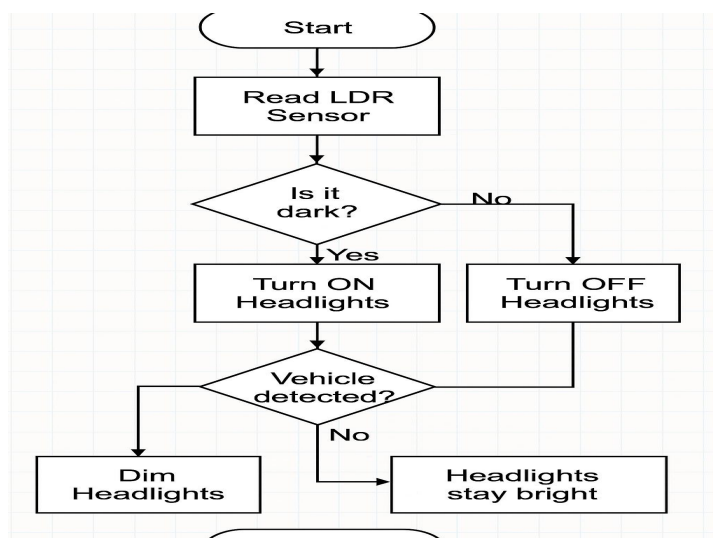 Start
Read LDR
Sensor
Is it
dark?
No
Yes
Turn ON
Headlights
Turn OFF
Headlights
Vehicle
detected?
No
Dim
Headlights
Headlights
stay bright